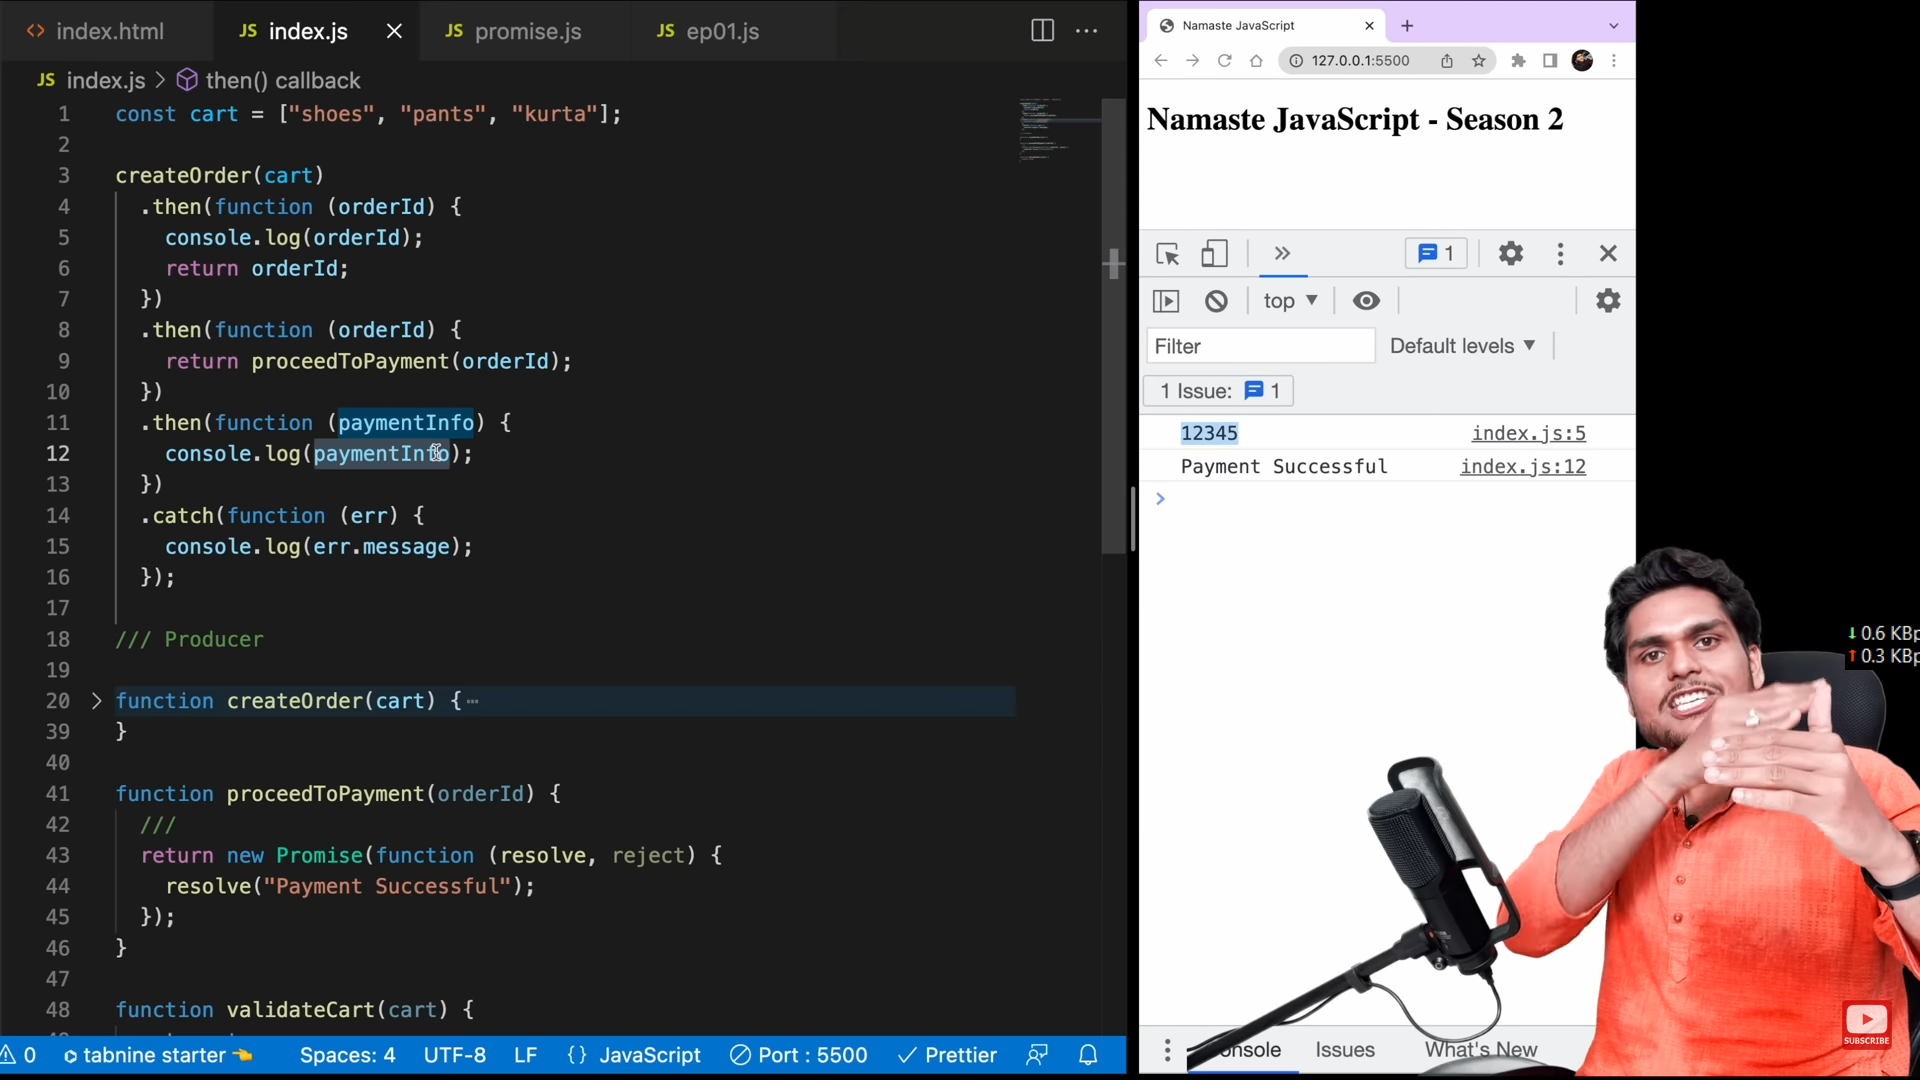 index.html
JS index.js
JS promise.js
JS ep01.js
JS index.js > then() callback
1 const cart = ["shoes", "pants", "kurta"];
2
3 createOrder(cart)
4 .then(function (orderId) {
5 console.log(orderId);
6 return orderId;
7 })
8 .then(function (orderId) {
9 return proceedToPayment(orderId);
10 })
11 .then(function (paymentInfo) {
12 console.log(paymentInfo);
13 })
14 .catch(function (err) {
15 console.log(err.message);
16 });
17
18 /// Producer
19
20 function createOrder(cart) {⋯
39 }
40
41 function proceedToPayment(orderId) {
42 ///
43 return new Promise(function (resolve, reject) {
44 resolve("Payment Successful");
45 });
46 }
47
48 function validateCart(cart) {
0 tabnine starter Spaces: 4 UTF-8 LF {} JavaScript Port : 5500 Prettier
Namaste JavaScript
127.0.0.1:5500
Namaste JavaScript - Season 2
1
top
Filter
Default levels
1 Issue: 1
12345 index.js:5
Payment Successful index.js:12
>
0.6 KBp
0.3 KBp
SUBSCRIBE
Issues What's New